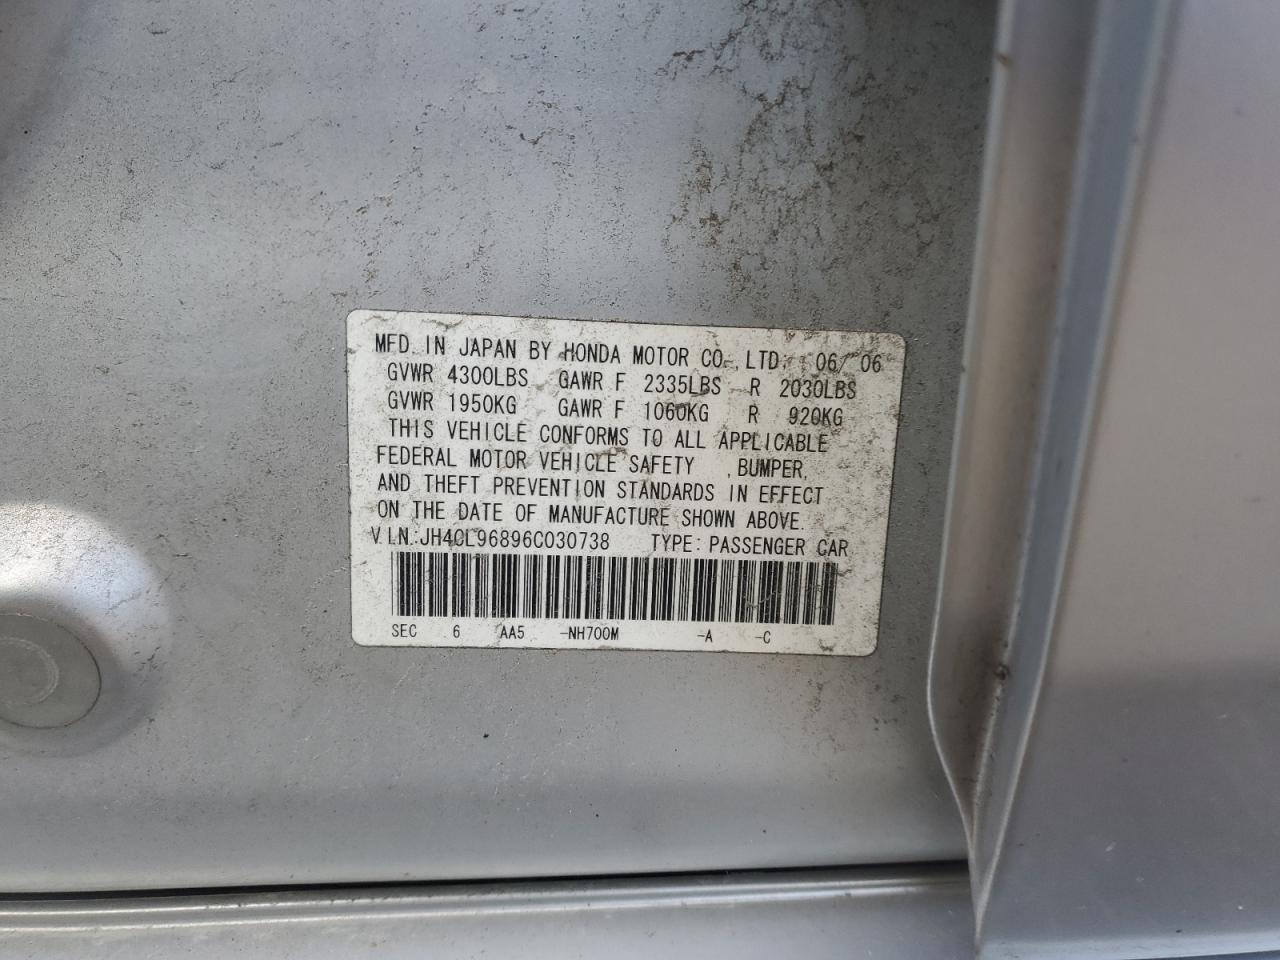 MFD. IN JAPAN BY HONDA MOTOR CO.,LTD. 06/06
GVWR 4300LBS GAWR F 2335LBS R 2030LBS
GVWR 1950KG GAWR F 1060KG R 920KG
THIS VEHICLE CONFORMS TO ALL APPLICABLE
FEDERAL MOTOR VEHICLE SAFETY , BUMPER,
AND THEFT PREVENTION STANDARDS IN EFFECT
ON THE DATE OF MANUFACTURE SHOWN ABOVE.
V.I.N.:JH4CL96896C030738 TYPE: PASSENGER CAR
SEC 6 AA5 -NH700M -A -C